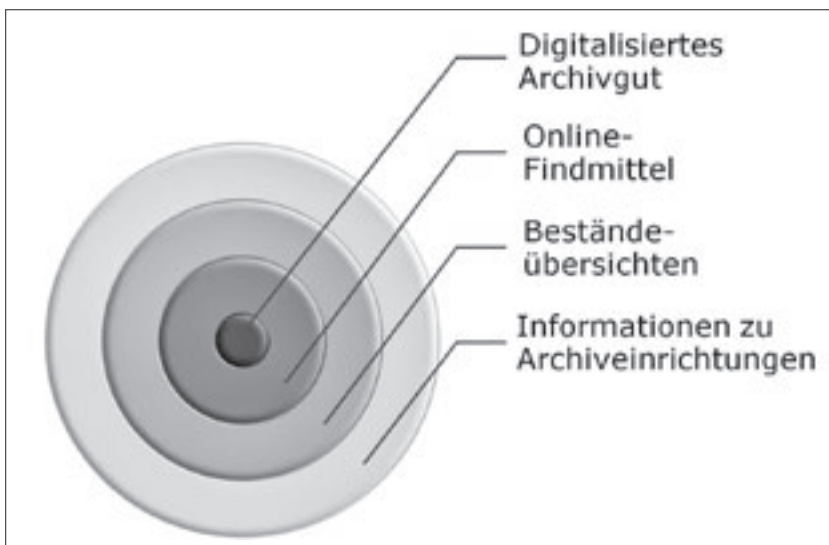 Digitalisiertes
Archivgut
Online-
Findmittel
Bestände-
übersichten
Informationen zu
Archiveinrichtungen